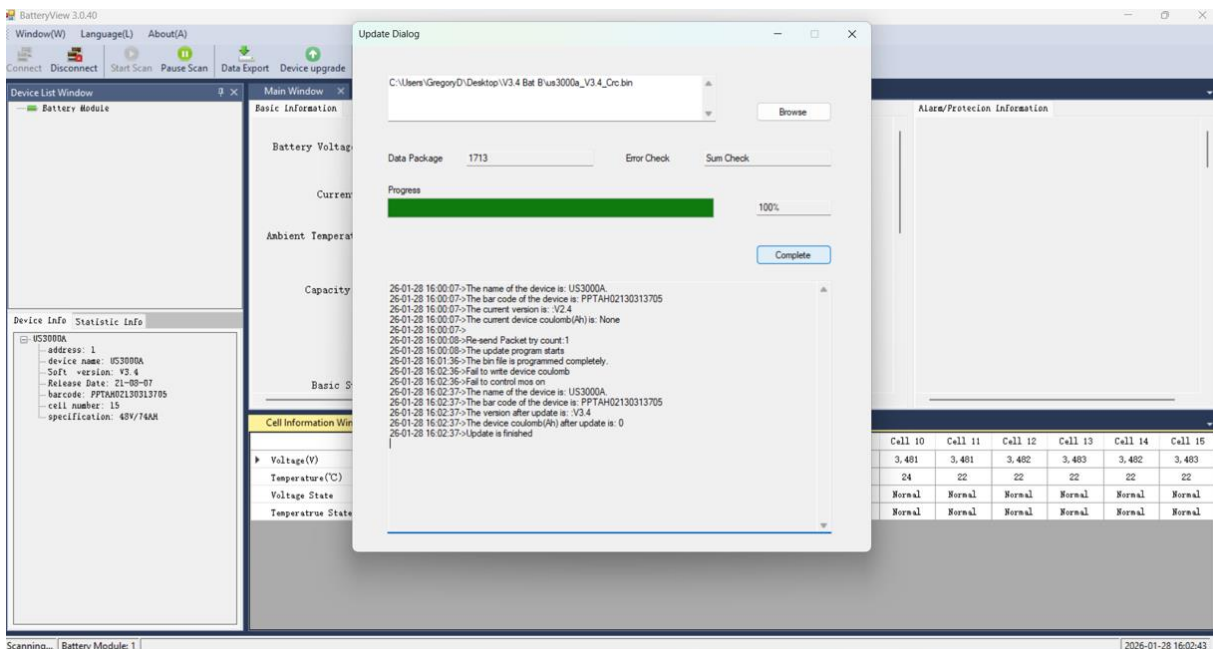 BatteryView 3.0.40
Window(W) Language(L) About(A)
Connect Disconnect Start Scan Pause Scan Data Export Device upgrade
Device List Window
Battery Module
Device Info Statistic Info
US3000A
address: 1
device name: US3000A
Soft version: V3.4
Release Date: 21-08-07
barcode: PPTAH02130313705
cell number: 15
specification: 48V/74AH
Main Window
Basic Information
Battery Voltag
Curren
Ambient Temperat
Capacity
Basic S
Update Dialog
C:\Users\GregoryD\Desktop\V3.4 Bat B\us3000a_V3.4_Crc.bin
Browse
Data Package 1713 Error Check Sum Check
Progress
100%
Complete
26-01-28 16:00:07->The name of the device is: US3000A.
26-01-28 16:00:07->The bar code of the device is: PPTAH02130313705
26-01-28 16:00:07->The current version is: :V2.4
26-01-28 16:00:07->The current device coulomb(Ah) is: None
26-01-28 16:00:07->
26-01-28 16:00:08->Re-send Packet try count:1
26-01-28 16:00:08->The update program starts
26-01-28 16:01:36->The bin file is programmed completely.
26-01-28 16:02:36->Fail to write device coulomb
26-01-28 16:02:36->Fail to control mos on
26-01-28 16:02:37->The name of the device is: US3000A.
26-01-28 16:02:37->The bar code of the device is: PPTAH02130313705
26-01-28 16:02:37->The version after update is: :V3.4
26-01-28 16:02:37->The device coulomb(Ah) after update is: 0
26-01-28 16:02:37->Update is finished
Alarm/Protecion Information
Cell Information Win
Cell 10 Cell 11 Cell 12 Cell 13 Cell 14 Cell 15
Voltage(V) 3,481 3,481 3,482 3,483 3,482 3,483
Temperature(℃) 24 22 22 22 22 22
Voltage State Normal Normal Normal Normal Normal Normal
Temperatrue State Normal Normal Normal Normal Normal Normal
Scanning... Battery Module: 1 2026-01-28 16:02:43